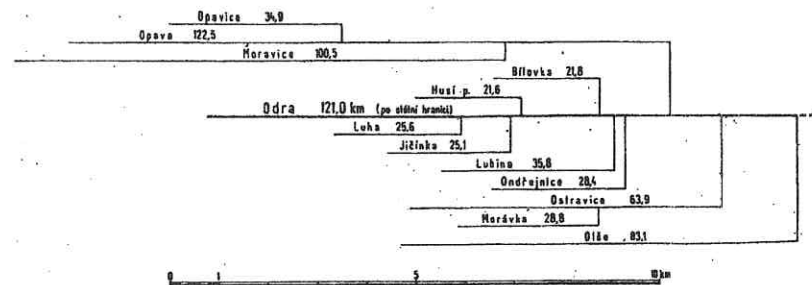 Opavice 34,9
Opava 122,5
Moravice 100,5
Bílovka 21,8
Husí p. 21,6
Odra 121,0 km (po státní hranici)
Luha 25,6
Jičínka 25,1
Lubina 35,8
Ondřejnice 28,4
Ostravice 63,9
Morávka 28,8
Olše 83,1
0 1 5 10 km